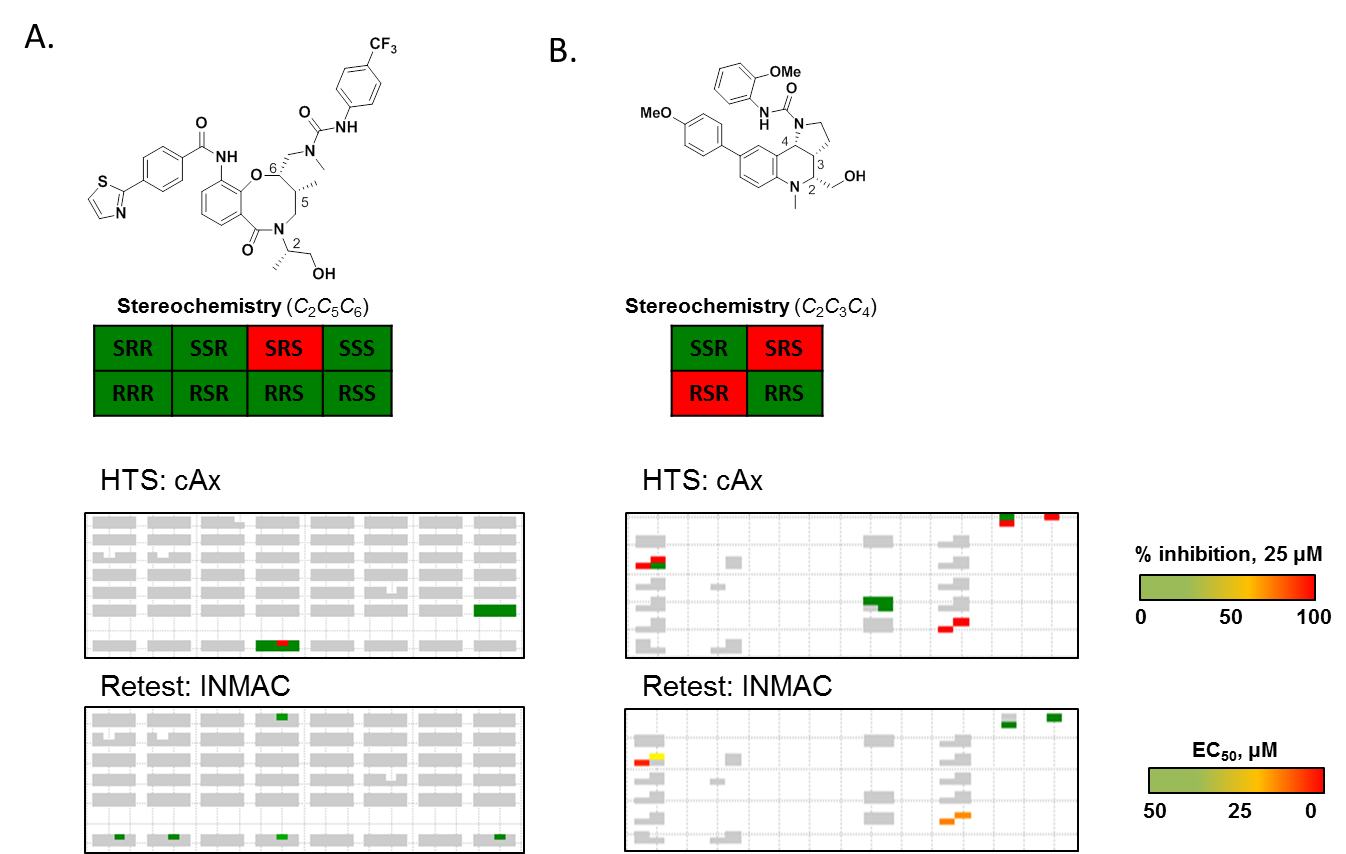 A.
B.
CF3
O
N
NH
O
NH
O
6
5
S
N
O
N
2
OH
OMe
O
N
H
N
MeO
4
3
OH
N
2
Stereochemistry (C2C5C6)
SRR SSR SRS SSS
RRR RSR RRS RSS
Stereochemistry (C2C3C4)
SSR SRS
RSR RRS
HTS: cAx
HTS: cAx
% inhibition, 25 µM
0 50 100
Retest: INMAC
Retest: INMAC
EC50, µM
50 25 0